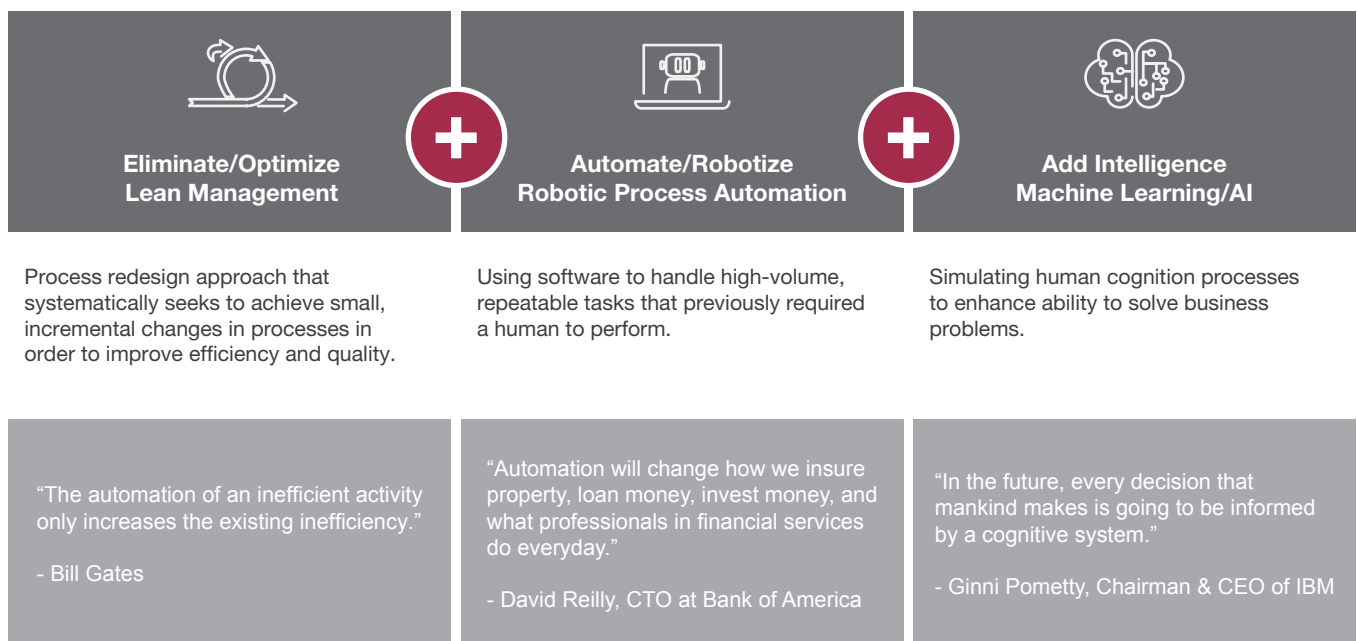 Eliminate/Optimize
Lean Management
Automate/Robotize
Robotic Process Automation
Add Intelligence
Machine Learning/AI
Process redesign approach that
systematically seeks to achieve small,
incremental changes in processes in
order to improve efficiency and quality.
Using software to handle high-volume,
repeatable tasks that previously required
a human to perform.
Simulating human cognition processes
to enhance ability to solve business
problems.
“The automation of an inefficient activity
only increases the existing inefficiency.”
- Bill Gates
“Automation will change how we insure
property, loan money, invest money, and
what professionals in financial services
do everyday.”
- David Reilly, CTO at Bank of America
“In the future, every decision that
mankind makes is going to be informed
by a cognitive system.”
- Ginni Pometty, Chairman & CEO of IBM